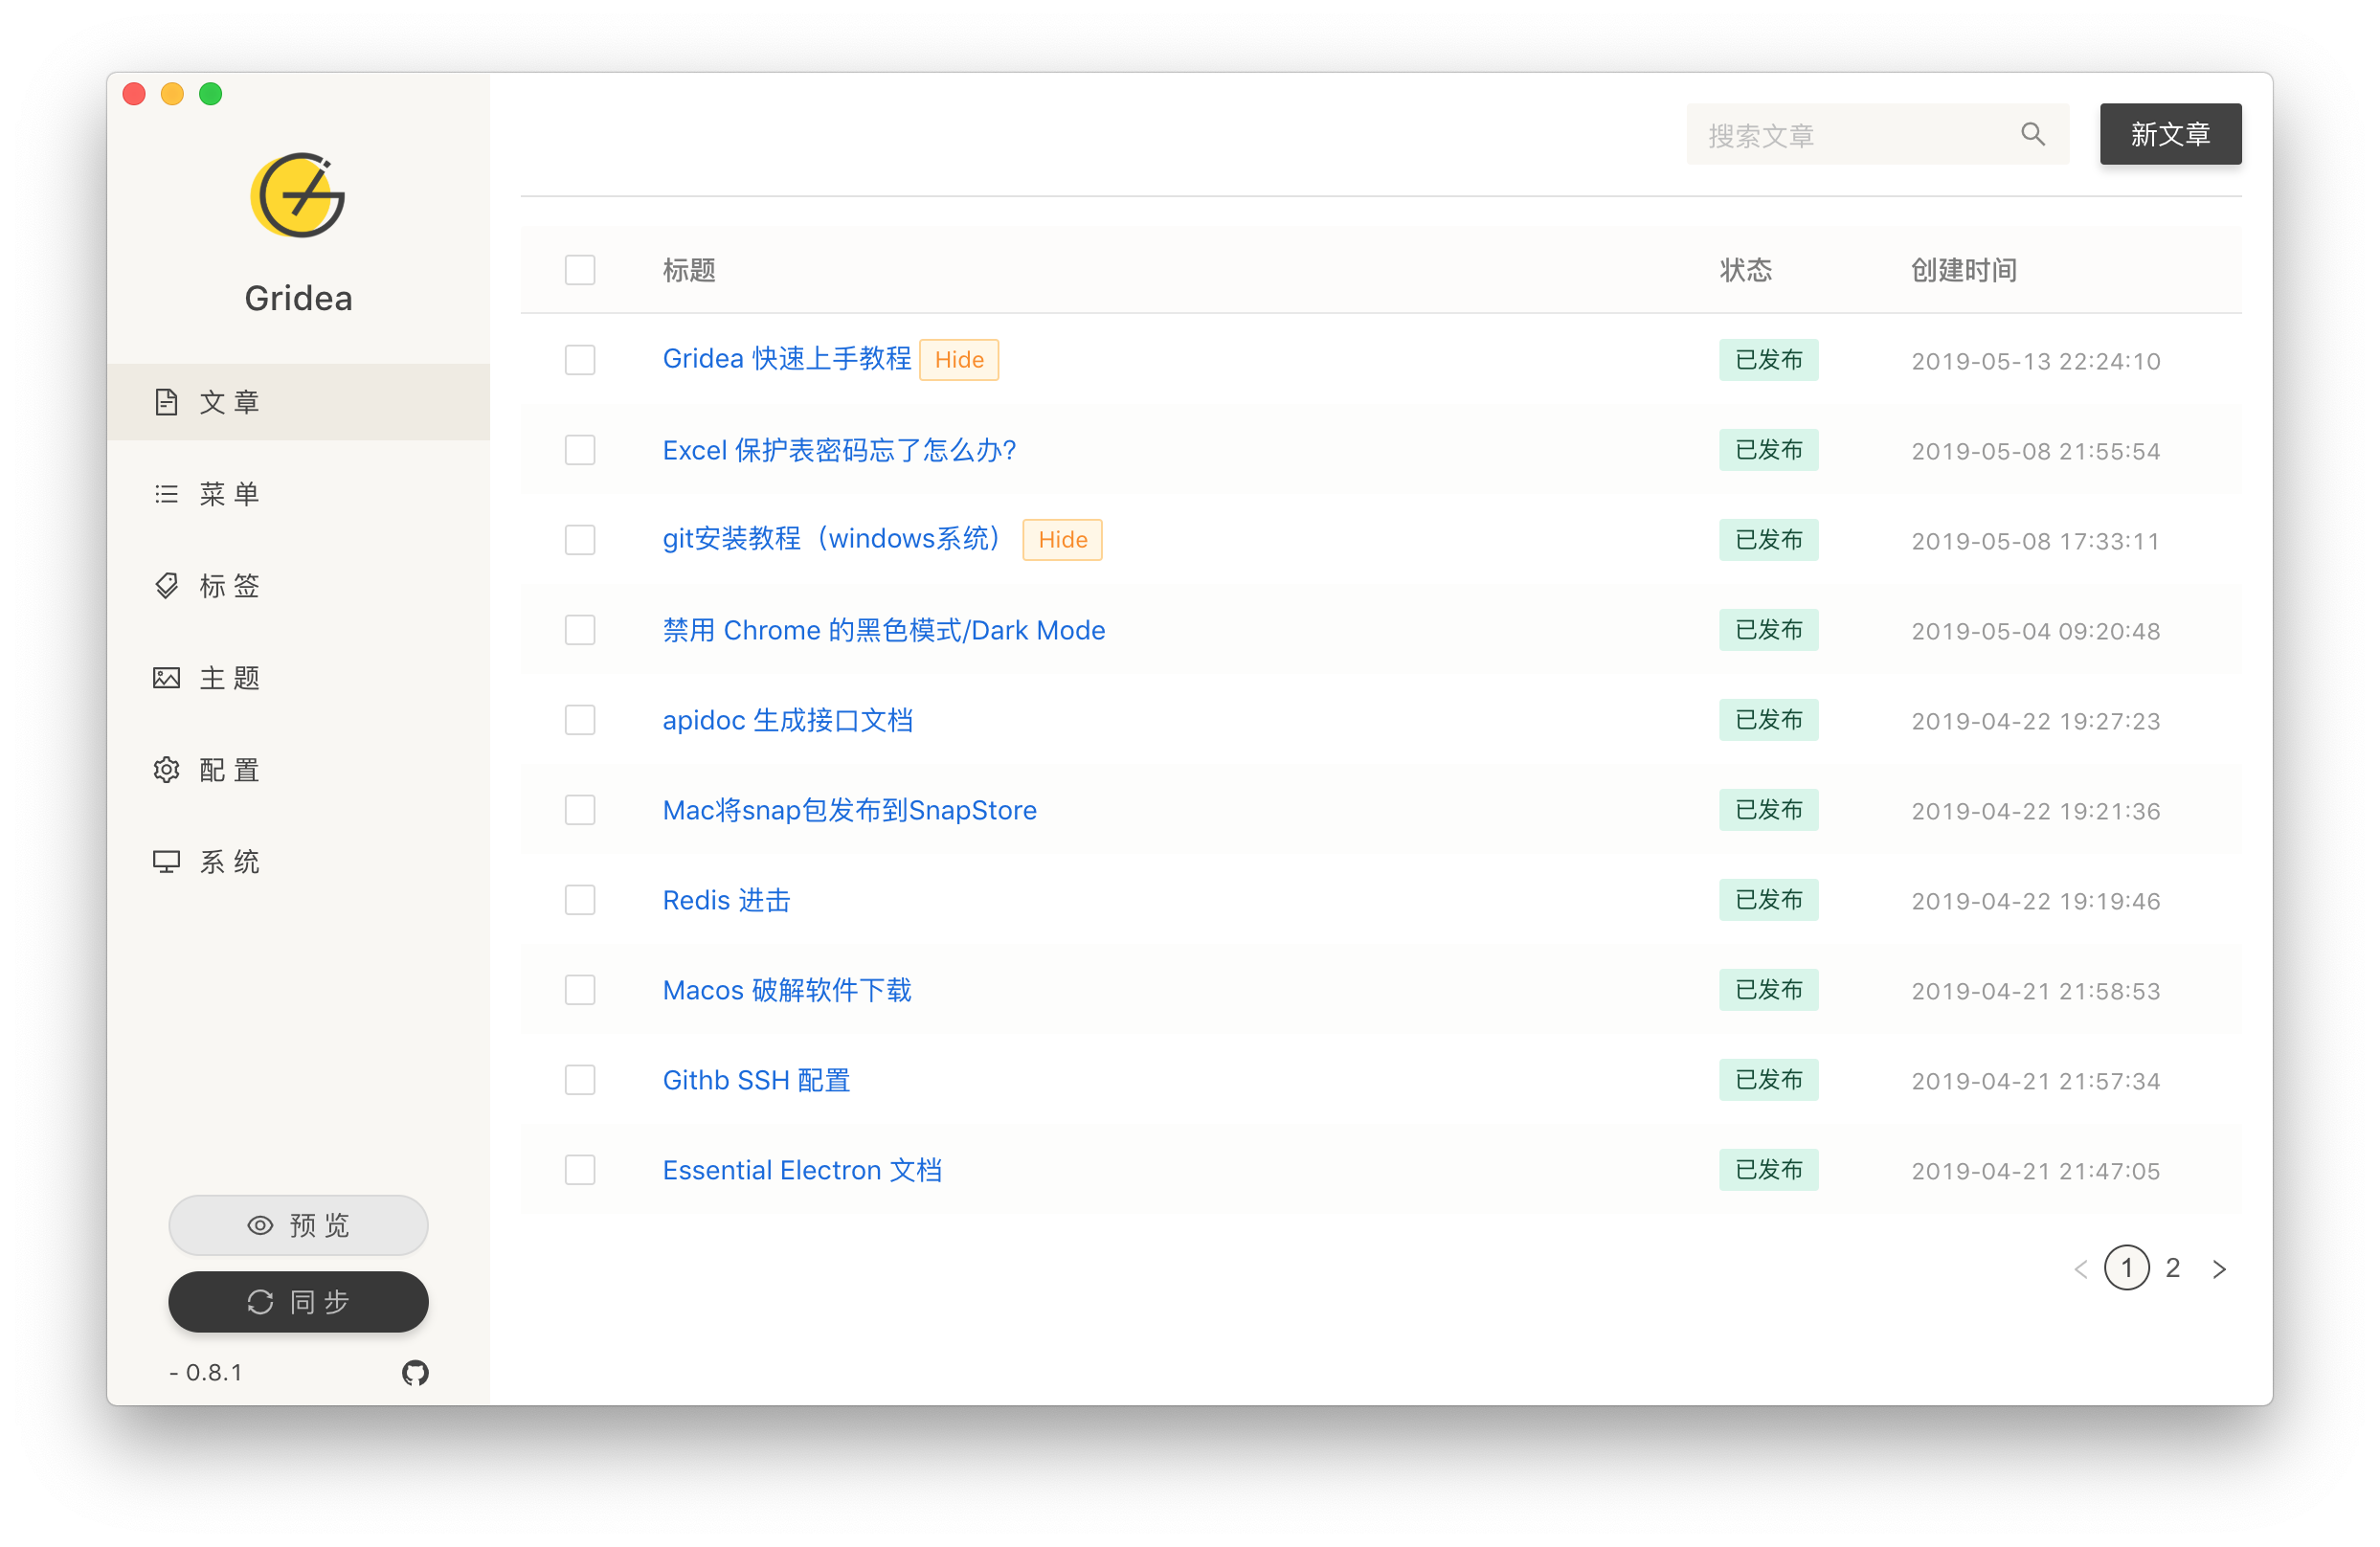 Gridea
文 章
菜 单
标 签
主 题
配 置
系 统
预 览
同 步
- 0.8.1
搜索文章
新文章
标题 状态 创建时间
Gridea 快速上手教程 Hide 已发布 2019-05-13 22:24:10
Excel 保护表密码忘了怎么办? 已发布 2019-05-08 21:55:54
git安装教程（windows系统） Hide 已发布 2019-05-08 17:33:11
禁用 Chrome 的黑色模式/Dark Mode 已发布 2019-05-04 09:20:48
apidoc 生成接口文档 已发布 2019-04-22 19:27:23
Mac将snap包发布到SnapStore 已发布 2019-04-22 19:21:36
Redis 进击 已发布 2019-04-22 19:19:46
Macos 破解软件下载 已发布 2019-04-21 21:58:53
Githb SSH 配置 已发布 2019-04-21 21:57:34
Essential Electron 文档 已发布 2019-04-21 21:47:05
1 2